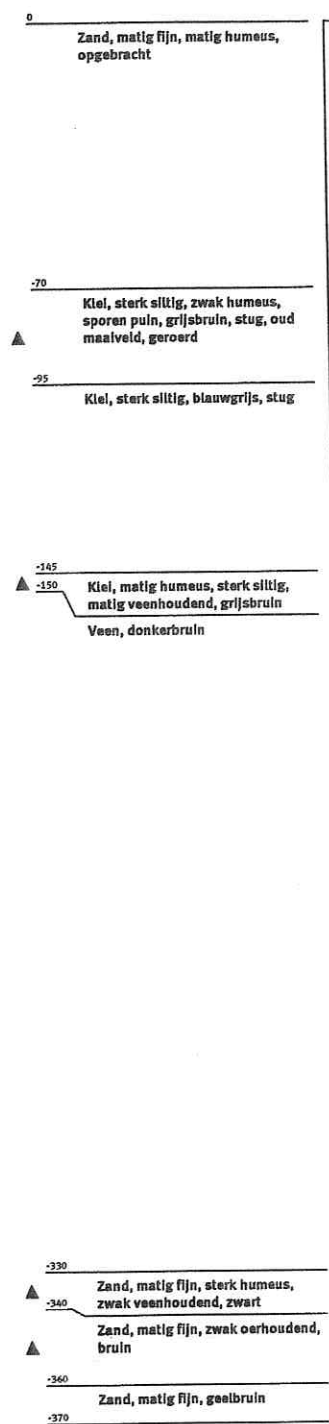 0
Zand, matig fijn, matig humeus,
opgebracht
-70
Klei, sterk siltig, zwak humeus,
sporen puin, grijsbruin, stug, oud
maaiveld, geroerd
-95
Klei, sterk siltig, blauwgrijs, stug
-145
-150
Klei, matig humeus, sterk siltig,
matig veenhoudend, grijsbruin
Veen, donkerbruin
-330
Zand, matig fijn, sterk humeus,
-340
zwak veenhoudend, zwart
Zand, matig fijn, zwak oerhoudend,
bruin
-360
Zand, matig fijn, geelbruin
-370